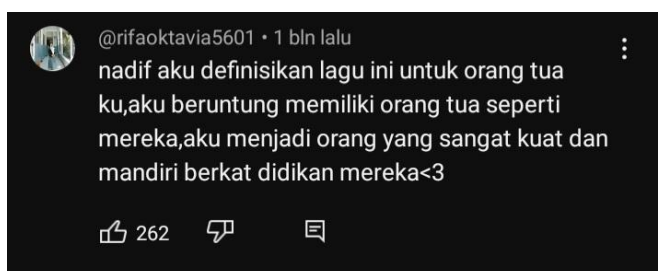 @rifaoktavia5601 • 1 bln lalu
nadif aku definisikan lagu ini untuk orang tua
ku,aku beruntung memiliki orang tua seperti
mereka,aku menjadi orang yang sangat kuat dan
mandiri berkat didikan mereka<3
262